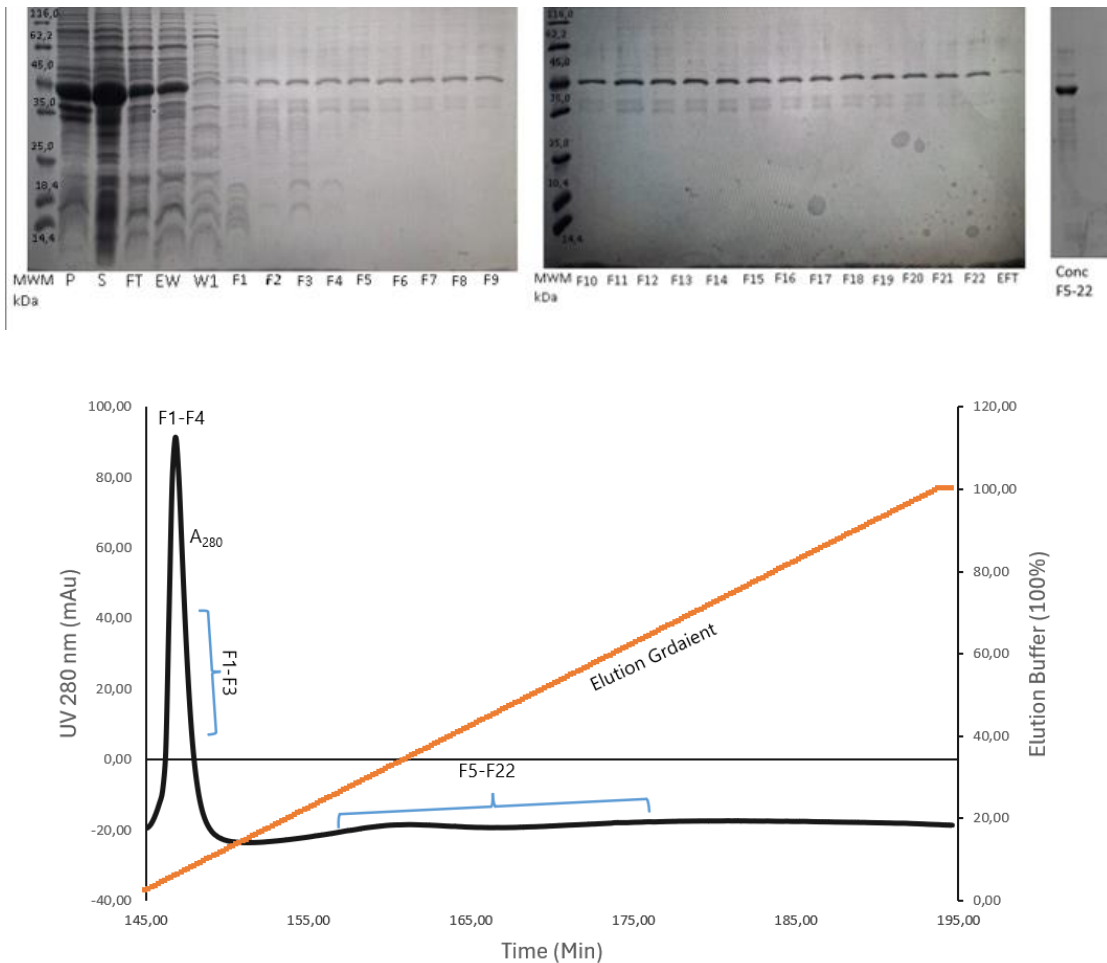 116,0
62,2
45,0
35,0
25,0
18,4
14,4
MWM P S FT EW W1 F1 F2 F3 F4 F5 F6 F7 F8 F9
kDa
116,0
45,0
35,0
25,0
14,4
MWM F10 F11 F12 F13 F14 F15 F16 F17 F18 F19 F20 F21 F22 EFT
kDa
Conc
F5-22
F1-F4
A280
F1-F3
F5-F22
Elution Grdaient
UV 280 nm (mAu)
100,00
80,00
60,00
40,00
20,00
0,00
-20,00
-40,00
Elution Buffer (100%)
120,00
100,00
80,00
60,00
40,00
20,00
0,00
145,00 155,00 165,00 175,00 185,00 195,00
Time (Min)